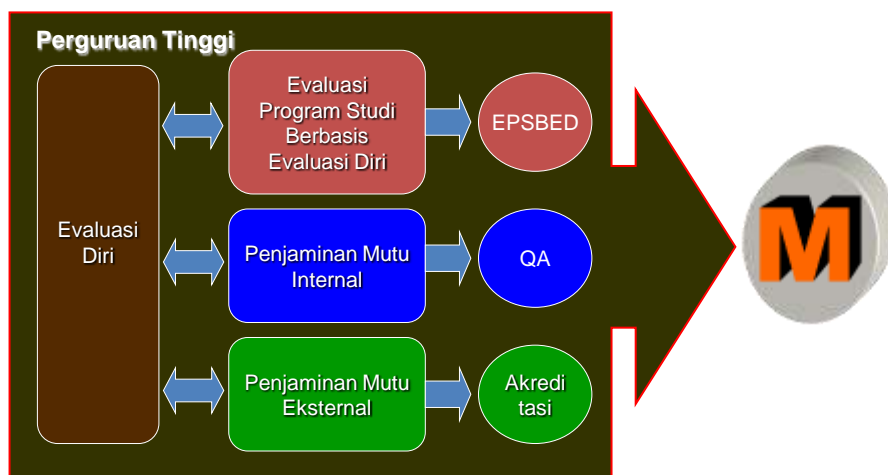 Perguruan Tinggi
Evaluasi
Diri
Evaluasi
Program Studi
Berbasis
Evaluasi Diri
EPSBED
Penjaminan Mutu
Internal
QA
Penjaminan Mutu
Eksternal
Akredi
tasi
M